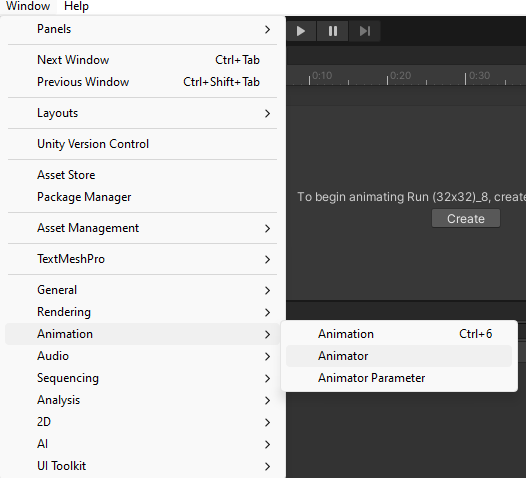 Window Help
Panels
Next Window Ctrl+Tab
Previous Window Ctrl+Shift+Tab
Layouts
Unity Version Control
Asset Store
Package Manager
Asset Management
TextMeshPro
General
Rendering
Animation
Audio
Sequencing
Analysis
2D
AI
UI Toolkit
0:10 0:20 0:30
To begin animating Run (32x32)_8, create
Create
Animation Ctrl+6
Animator
Animator Parameter